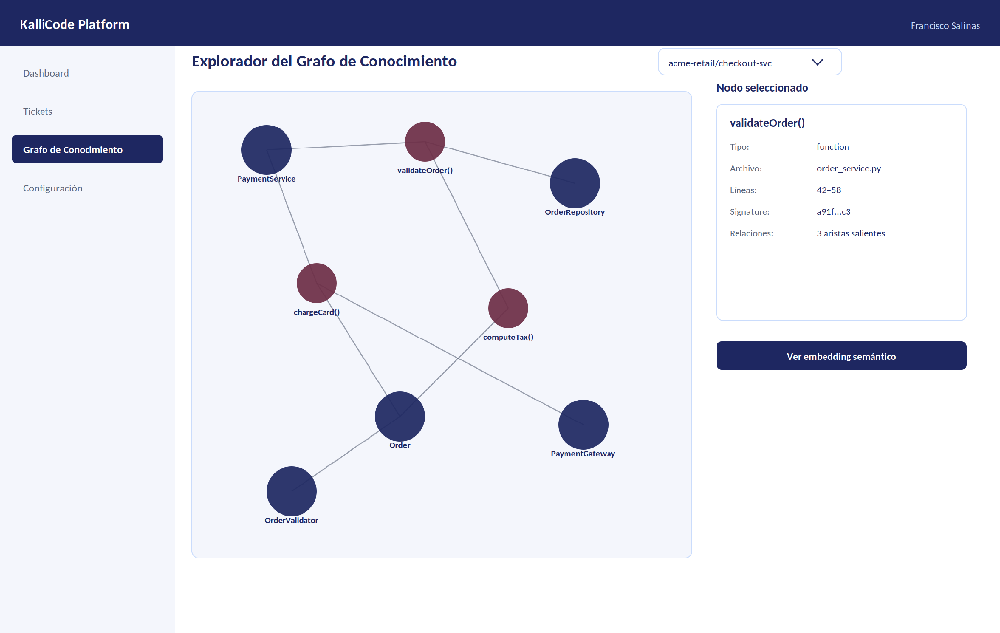 KalliCode Platform
Francisco Salinas
Dashboard
Tickets
Grafo de Conocimiento
Configuración
Explorador del Grafo de Conocimiento
acme-retail/checkout-svc
PaymentService
validateOrder()
OrderRepository
chargeCard()
computeTax()
Order
PaymentGateway
OrderValidator
Nodo seleccionado
validateOrder()
Tipo: function
Archivo: order_service.py
Líneas: 42–58
Signature: a91f...c3
Relaciones: 3 aristas salientes
Ver embedding semántico